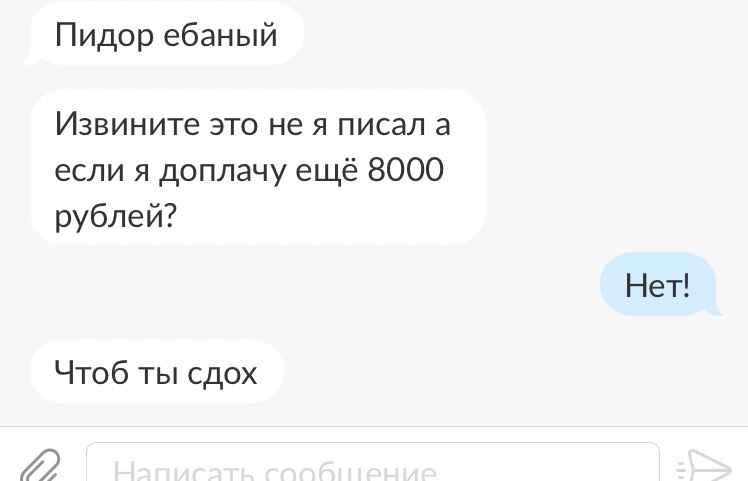 Пидор ебаный
Извините это не я писал а
если я доплачу ещё 8000
рублей?
Нет!
Чтоб ты сдох
Написать сообщение